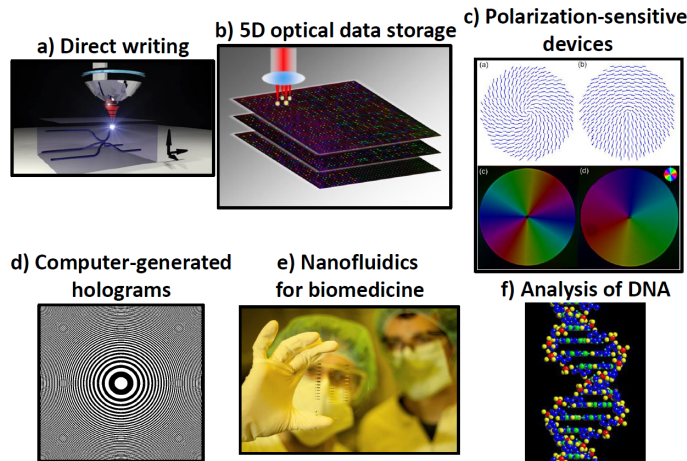 a) Direct writing
b) 5D optical data storage
c) Polarization-sensitive
devices
(a)
(b)
(c)
(d)
d) Computer-generated
holograms
e) Nanofluidics
for biomedicine
f) Analysis of DNA